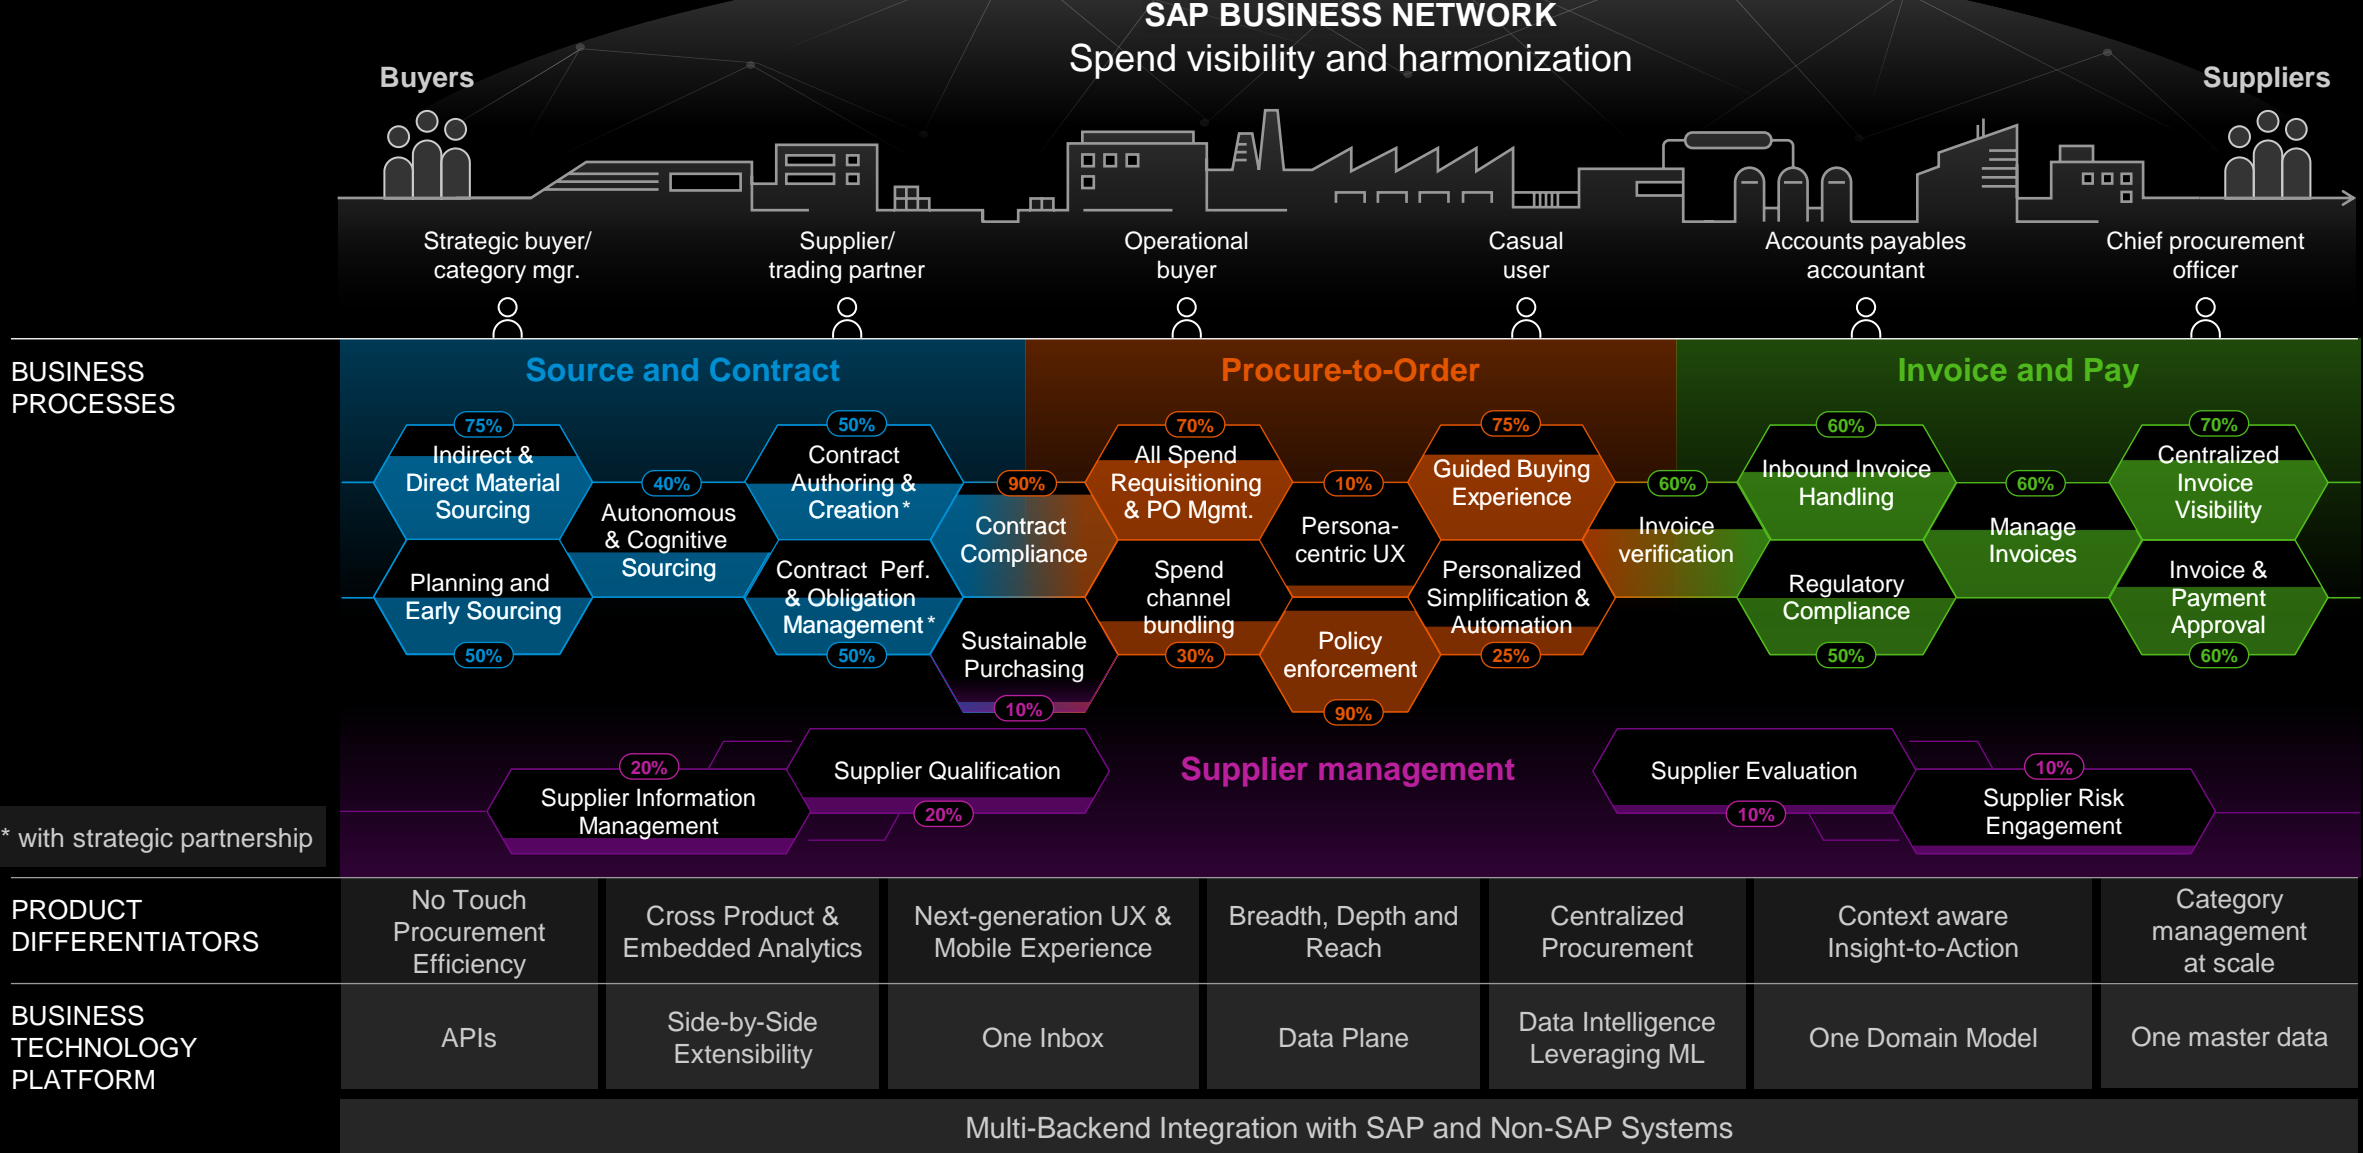 SAP BUSINESS NETWORK
Spend visibility and harmonization
Buyers
Suppliers
Strategic buyer/
category mgr.
Supplier/
trading partner
Operational
buyer
Casual
user
Accounts payables
accountant
Chief procurement
officer
BUSINESS
PROCESSES
Source and Contract
Procure-to-Order
Invoice and Pay
75%
Indirect &
Direct Material
Sourcing
Planning and
Early Sourcing
50%
40%
Autonomous
& Cognitive
Sourcing
50%
Contract
Authoring &
Creation*
Contract Perf.
& Obligation
Management*
50%
90%
Contract
Compliance
Sustainable
Purchasing
10%
70%
All Spend
Requisitioning
& PO Mgmt.
Spend
channel
bundling
30%
10%
Persona-
centric UX
Policy
enforcement
90%
75%
Guided Buying
Experience
Personalized
Simplification &
Automation
25%
60%
Invoice
verification
60%
Inbound Invoice
Handling
Regulatory
Compliance
50%
60%
Manage
Invoices
70%
Centralized
Invoice
Visibility
Invoice &
Payment
Approval
60%
Supplier management
20%
Supplier Information
Management
Supplier Qualification
20%
Supplier Evaluation
10%
10%
Supplier Risk
Engagement
* with strategic partnership
PRODUCT
DIFFERENTIATORS
No Touch
Procurement
Efficiency
Cross Product &
Embedded Analytics
Next-generation UX &
Mobile Experience
Breadth, Depth and
Reach
Centralized
Procurement
Context aware
Insight-to-Action
Category
management
at scale
BUSINESS
TECHNOLOGY
PLATFORM
APIs
Side-by-Side
Extensibility
One Inbox
Data Plane
Data Intelligence
Leveraging ML
One Domain Model
One master data
Multi-Backend Integration with SAP and Non-SAP Systems